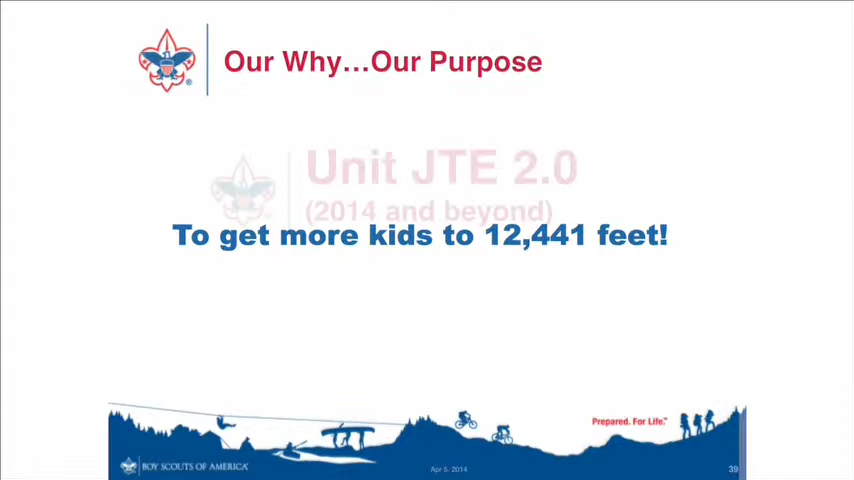 Our Why...Our Purpose
Unit JTE 2.0
(2014 and beyond)
To get more kids to 12,441 feet!
Prepared. For Life.™
BOY SCOUTS OF AMERICA®
Apr 5, 2014
39